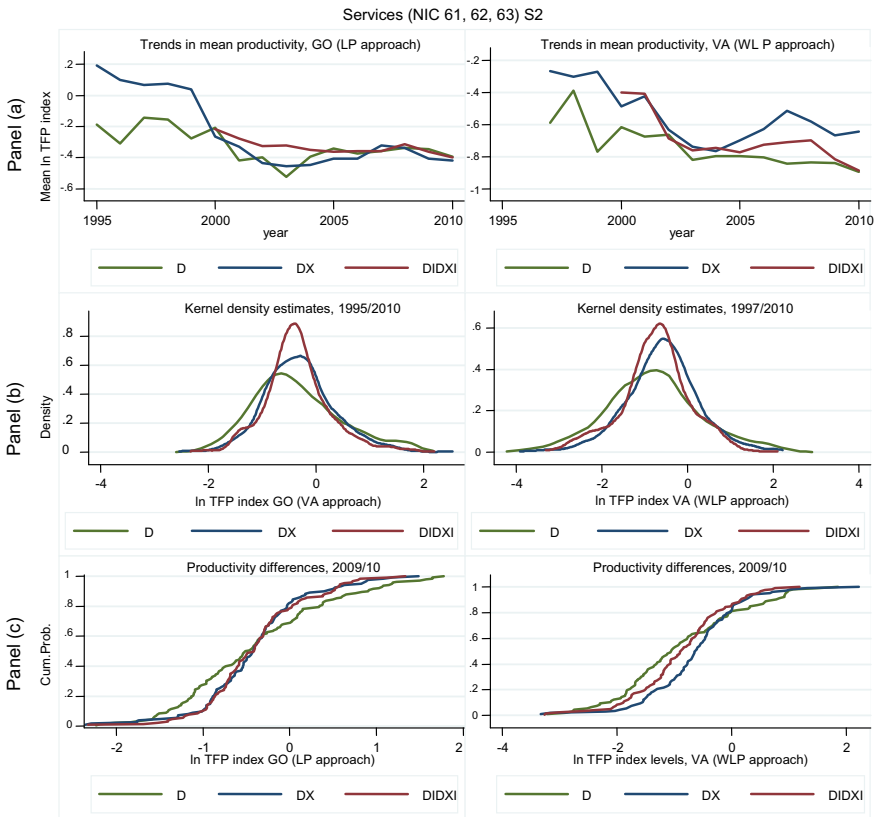 Services (NIC 61, 62, 63) S2
Panel (a)
Trends in mean productivity, GO (LP approach)
Mean ln TFP index
.2
0
-.2
-.4
-.6
1995 2000 2005 2010
year
D DX DIDXI
Trends in mean productivity, VA (WL P approach)
-.2
-.4
-.6
-.8
-1
1995 2000 2005 2010
year
D DX DIDXI
Panel (b)
Kernel density estimates, 1995/2010
Density
.8
.6
.4
.2
0
-4 -2 0 2
ln TFP index GO (VA approach)
D DX DIDXI
Kernel density estimates, 1997/2010
.6
.4
.2
0
-4 -2 0 2 4
ln TFP index VA (WLP approach)
D DX DIDXI
Panel (c)
Productivity differences, 2009/10
Cum.Prob.
1
.8
.6
.4
.2
0
-2 -1 0 1 2
ln TFP index GO (LP approach)
D DX DIDXI
Productivity differences, 2009/10
1
.8
.6
.4
.2
0
-4 -2 0 2
ln TFP index levels, VA (WLP approach)
D DX DIDXI